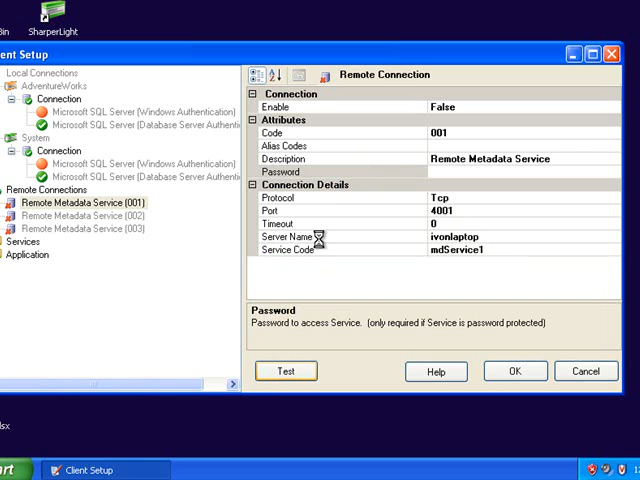 Bin
SharperLight
ent Setup
Local Connections
AdventureWorks
Connection
Microsoft SQL Server (Windows Authentication)
Microsoft SQL Server (Database Server Authenti
System
Connection
Microsoft SQL Server (Windows Authentication)
Microsoft SQL Server (Database Server Authenti
Remote Connections
Remote Metadata Service (001)
Remote Metadata Service (002)
Remote Metadata Service (003)
Services
Application
Remote Connection
Connection
Enable False
Attributes
Code 001
Alias Codes
Description Remote Metadata Service
Password
Connection Details
Protocol Tcp
Port 4001
Timeout 0
Server Name ivonlaptop
Service Code mdService1
Password
Password to access Service. (only required if Service is password protected)
Test
Help
OK
Cancel
lsx
art
Client Setup